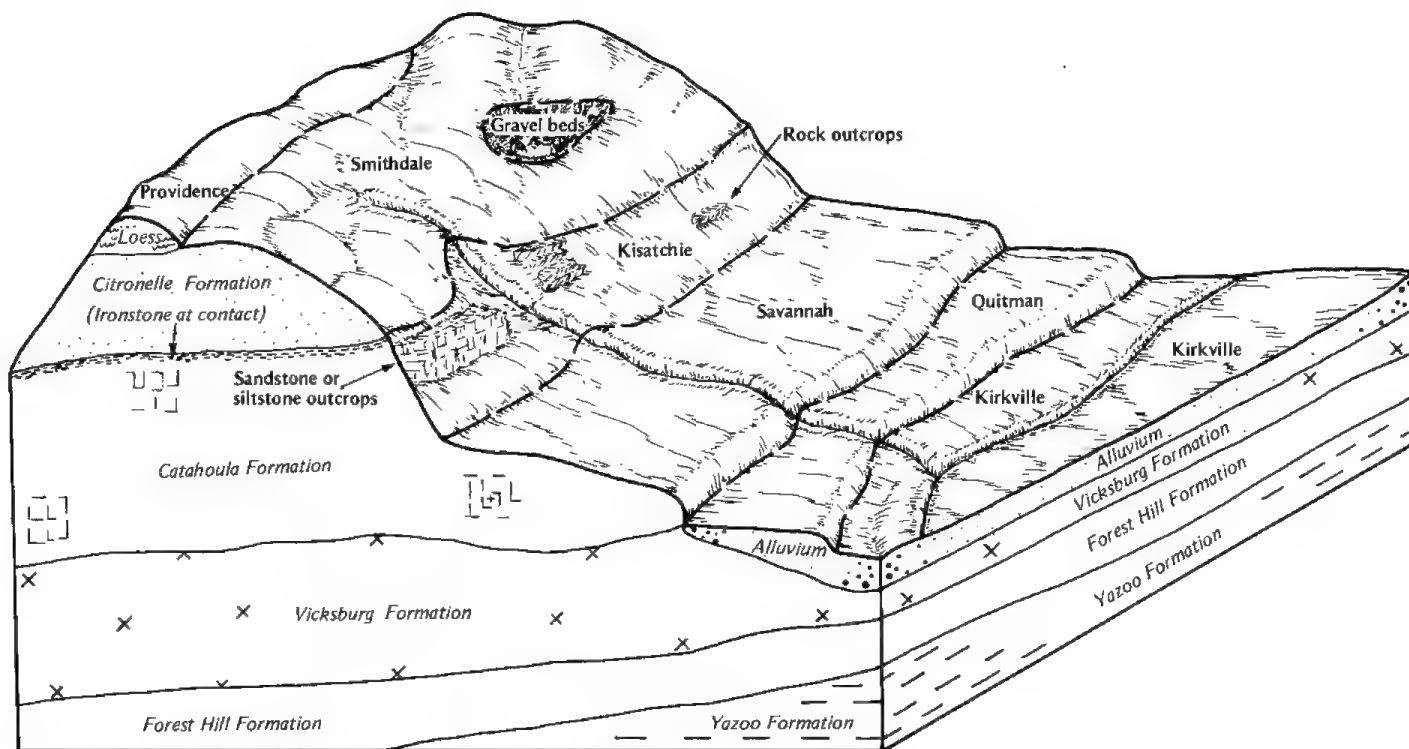 Gravel beds
Rock outcrops
Smithdale
Providence
Loess
Kisatchie
Citronelle Formation
(Ironstone at contact)
Quitman
Savannah
Kirkville
Sandstone or
siltstone outcrops
Kirkville
Catahoula Formation
Alluvium
Vicksburg Formation
Forest Hill Formation
Yazoo Formation
Alluvium
Vicksburg Formation
Forest Hill Formation
Yazoo Formation